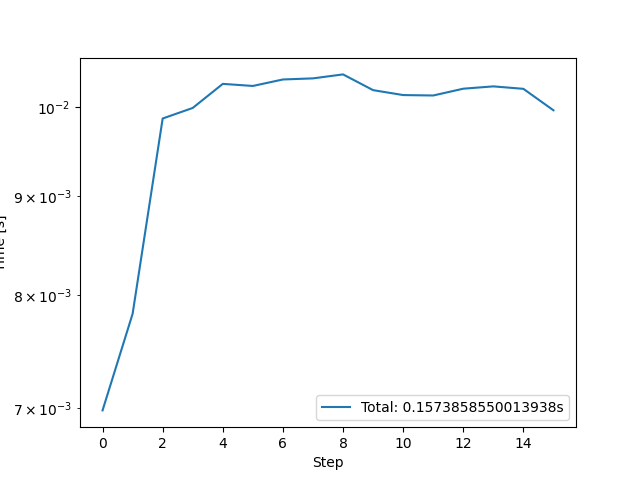 10⁻²
9 × 10⁻³
8 × 10⁻³
7 × 10⁻³
Time [s]
Total: 0.1573858550013938s
0 2 4 6 8 10 12 14
Step